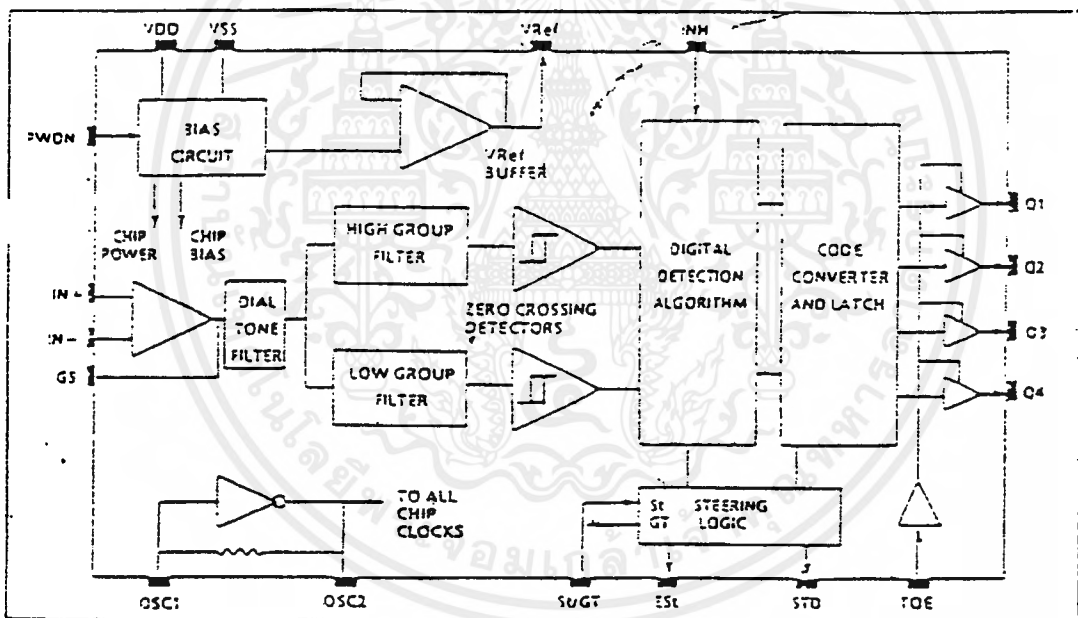 VDD VSS VRef INH
PWDN
BIAS
CIRCUIT
VRef
BUFFER
CHIP
POWER
CHIP
BIAS
HIGH GROUP
FILTER
DIGITAL
DETECTION
ALGORITHM
CODE
CONVERTER
AND LATCH
Q1
Q2
Q3
Q4
IN +
IN -
GS
DIAL
TONE
FILTER
ZERO CROSSING
DETECTORS
LOW GROUP
FILTER
TO ALL
CHIP
CLOCKS
St
GT
STEERING
LOGIC
OSC1 OSC2 St/GT ESt STD TOE